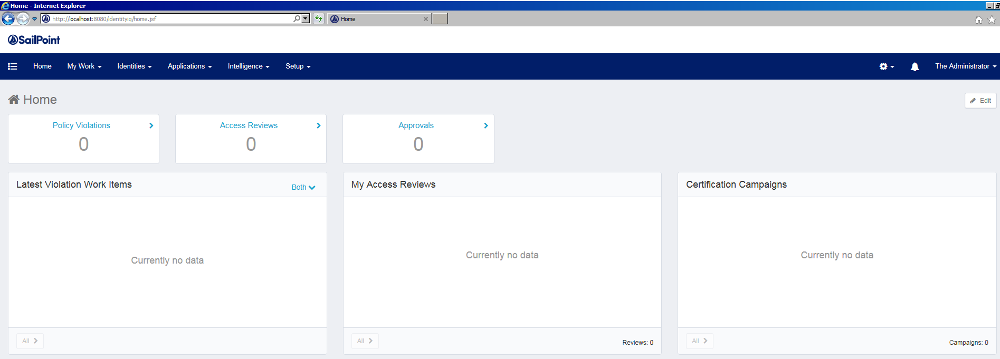 Home - Internet Explorer
http://localhost:8080/identityiq/home.jsf
Home
SailPoint
Home
My Work
Identities
Applications
Intelligence
Setup
The Administrator
Home
Edit
Policy Violations
0
Access Reviews
0
Approvals
0
Latest Violation Work Items
Both
Currently no data
All
My Access Reviews
Currently no data
All
Reviews: 0
Certification Campaigns
Currently no data
All
Campaigns: 0